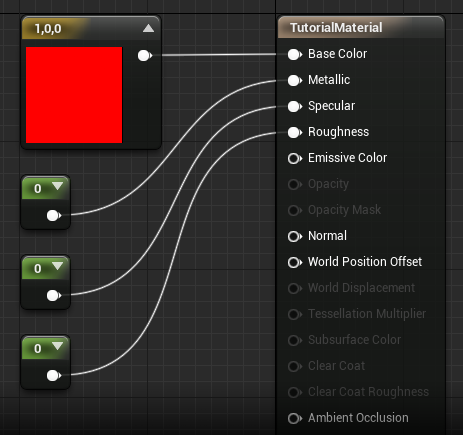 1,0,0
TutorialMaterial
Base Color
Metallic
Specular
Roughness
0
Emissive Color
Opacity
Opacity Mask
Normal
0
World Position Offset
World Displacement
Tessellation Multiplier
0
Subsurface Color
Clear Coat
Clear Coat Roughness
Ambient Occlusion